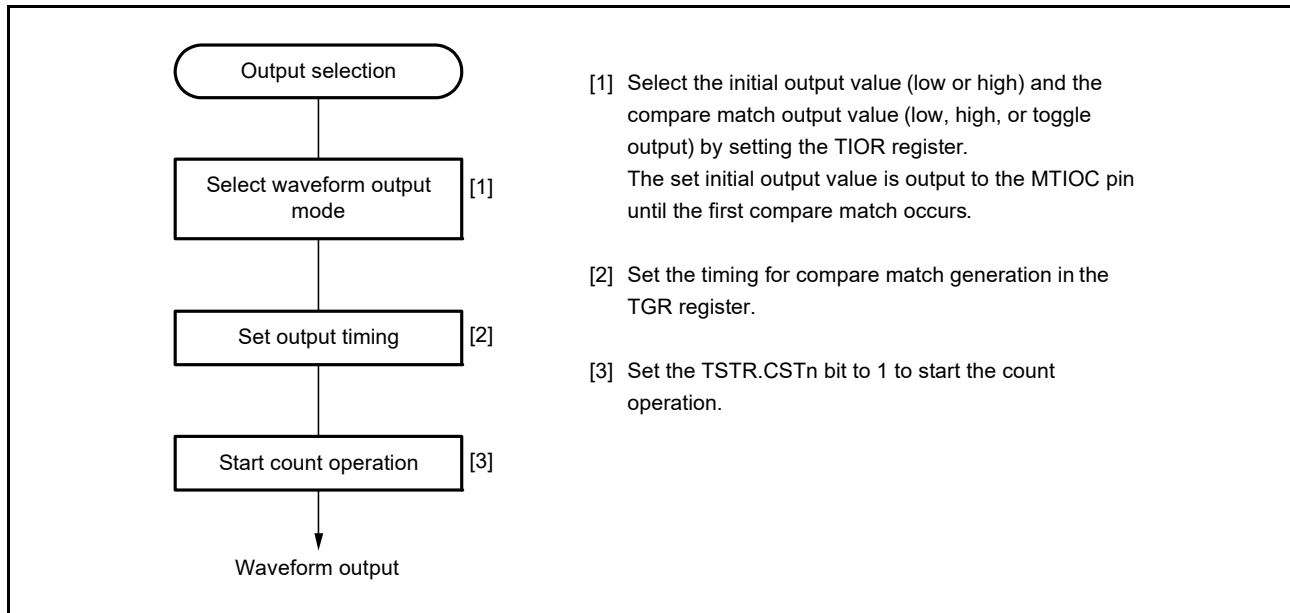 Output selection
Select waveform output
mode
[1]
Set output timing
[2]
Start count operation
[3]
Waveform output
[1] Select the initial output value (low or high) and the
compare match output value (low, high, or toggle
output) by setting the TIOR register.
The set initial output value is output to the MTIOC pin
until the first compare match occurs.
[2] Set the timing for compare match generation in the
TGR register.
[3] Set the TSTR.CSTn bit to 1 to start the count
operation.